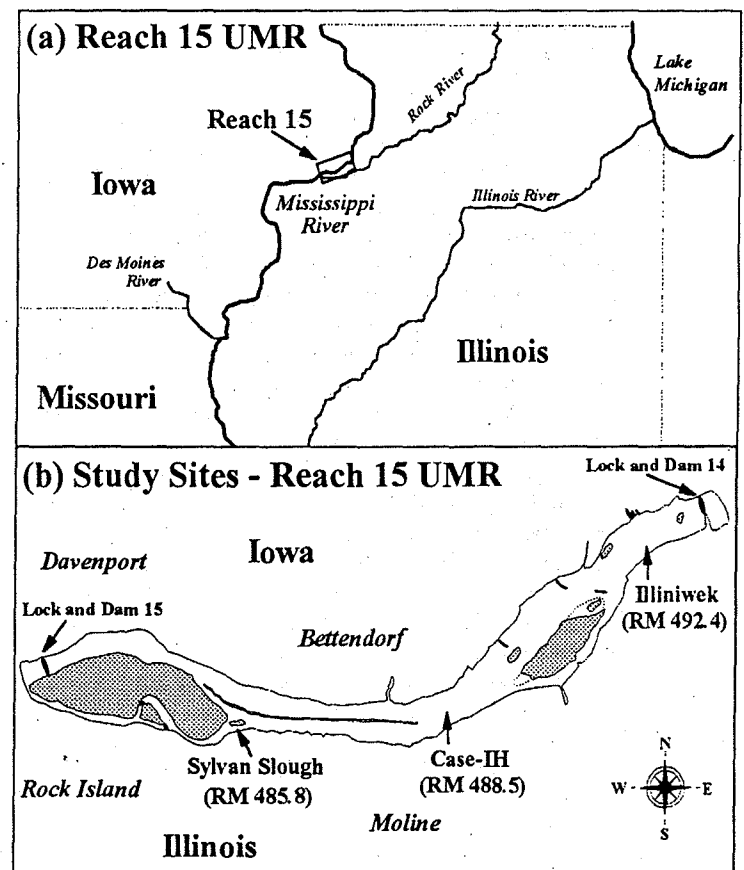 (a) Reach 15 UMR
Lake
Michigan
Rock River
Reach 15
Iowa
Mississippi
River
Illinois River
Des Moines
River
Illinois
Missouri
(b) Study Sites - Reach 15 UMR
Lock and Dam 14
Iowa
Davenport
Lock and Dam 15
Illiniwek
(RM 492.4)
Bettendorf
N
Sylvan Slough
(RM 485.8)
Case-IH
(RM 488.5)
W
E
Rock Island
Moline
S
Illinois